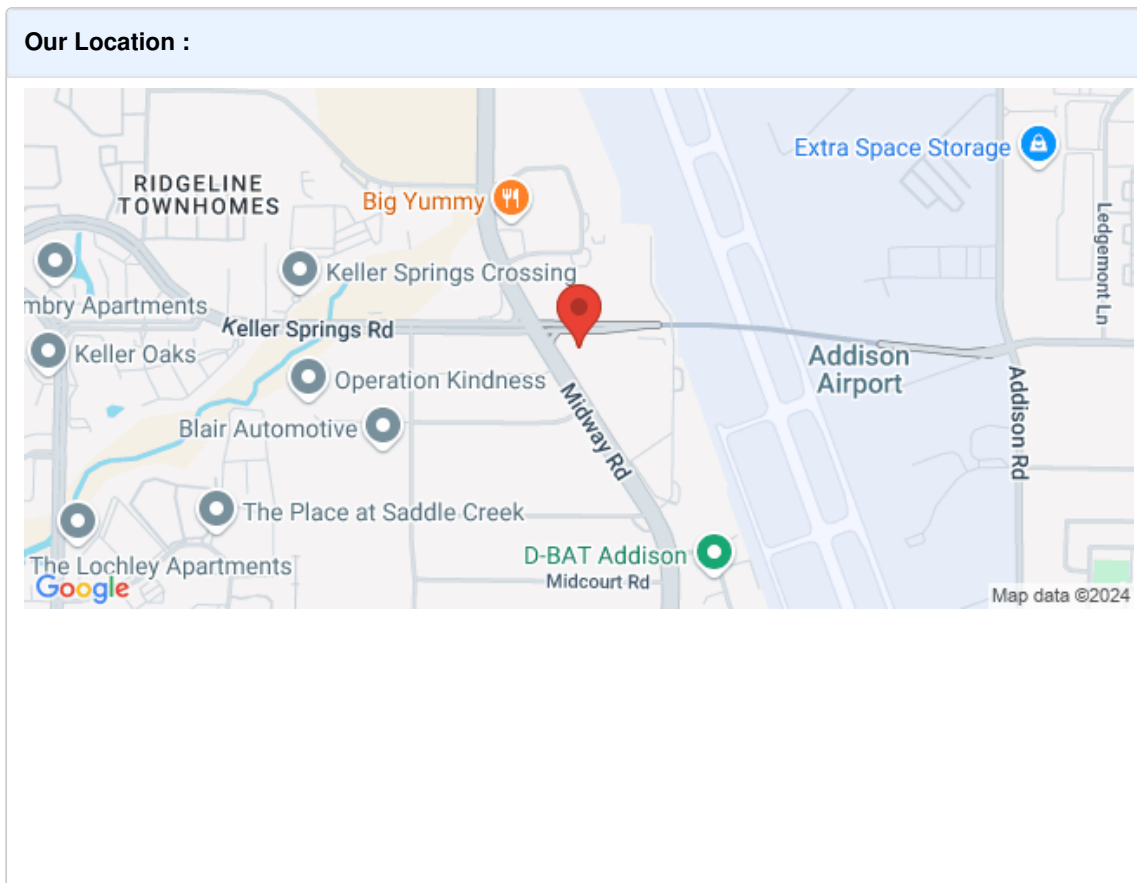 Our Location :
Extra Space Storage
RIDGELINE
TOWNHOMES
Big Yummy
Ledgemont Ln
Keller Springs Crossing
mbry Apartments
Keller Springs Rd
Keller Oaks
Addison
Airport
Operation Kindness
Midway Rd
Addison Rd
Blair Automotive
The Place at Saddle Creek
D-BAT Addison
The Lochley Apartments
Midcourt Rd
Google
Map data ©2024